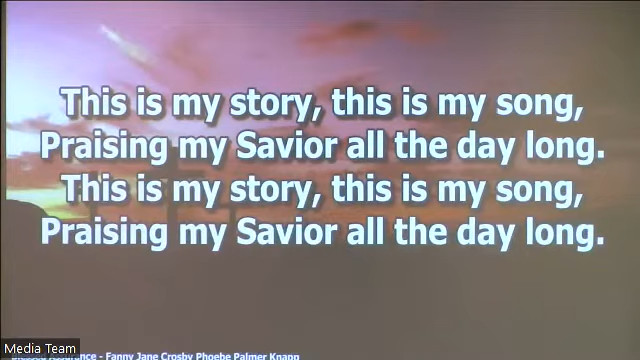 This is my story, this is my song,
Praising my Savior all the day long.
This is my story, this is my song,
Praising my Savior all the day long.
Blessed Assurance - Fanny Jane Crosby Phoebe Palmer Knapp
Media Team